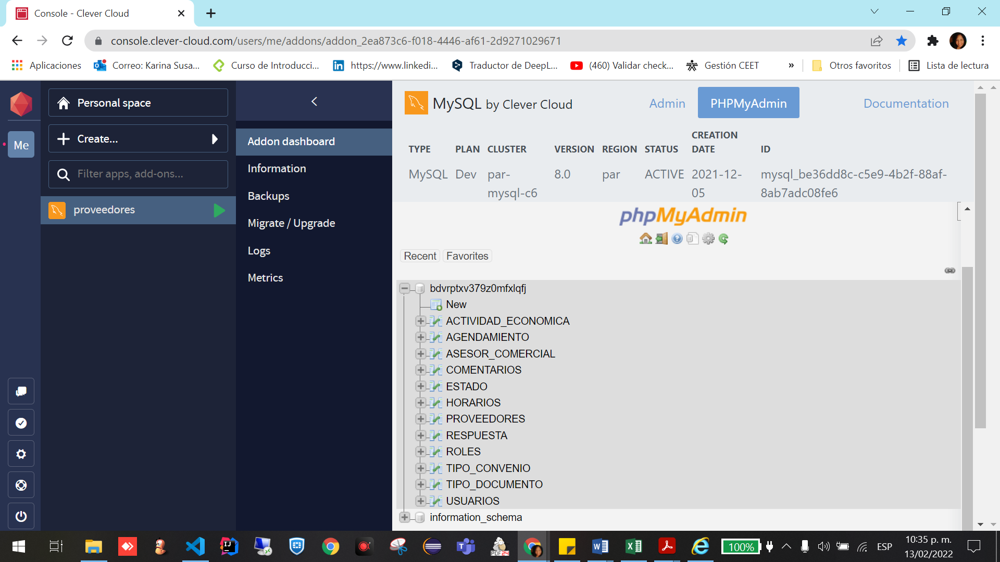 Console - Clever Cloud
console.clever-cloud.com/users/me/addons/addon_2ea873c6-f018-4446-af61-2d9271029671
Aplicaciones
Correo: Karina Susa...
Curso de Introducci...
https://www.linkedi...
Traductor de DeepL...
(460) Validar check...
Gestión CEET
»
Otros favoritos
Lista de lectura
Me
Personal space
Create...
Filter apps, add-ons...
proveedores
Addon dashboard
Information
Backups
Migrate / Upgrade
Logs
Metrics
MySQL by Clever Cloud
Admin
PHPMyAdmin
Documentation
TYPE PLAN CLUSTER VERSION REGION STATUS CREATION DATE ID
MySQL Dev par-mysql-c6 8.0 par ACTIVE 2021-12-05 mysql_be36dd8c-c5e9-4b2f-88af-8ab7adc08fe6
phpMyAdmin
Recent Favorites
bdvrptxv379z0mfxlqfj
New
ACTIVIDAD_ECONOMICA
AGENDAMIENTO
ASESOR_COMERCIAL
COMENTARIOS
ESTADO
HORARIOS
PROVEEDORES
RESPUESTA
ROLES
TIPO_CONVENIO
TIPO_DOCUMENTO
USUARIOS
information_schema
100%
ESP
10:35 p. m.
13/02/2022